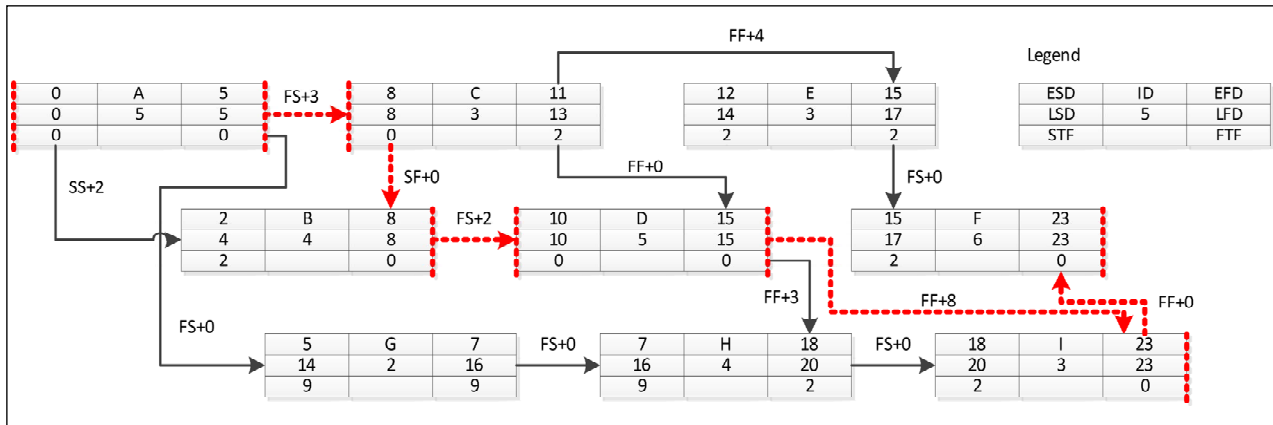 FF+4
Legend
0 A 5
0 5 5
0 0
FS+3
8 C 11
8 3 13
0 2
12 E 15
14 3 17
2 2
ESD ID EFD
LSD 5 LFD
STF FTF
SS+2
SF+0
FF+0
FS+0
2 B 8
4 4 8
2 0
FS+2
10 D 15
10 5 15
0 0
15 F 23
17 6 23
2 0
FS+0
FF+3
FF+8
FF+0
5 G 7
14 2 16
9 9
FS+0
7 H 18
16 4 20
9 2
FS+0
18 I 23
20 3 23
2 0